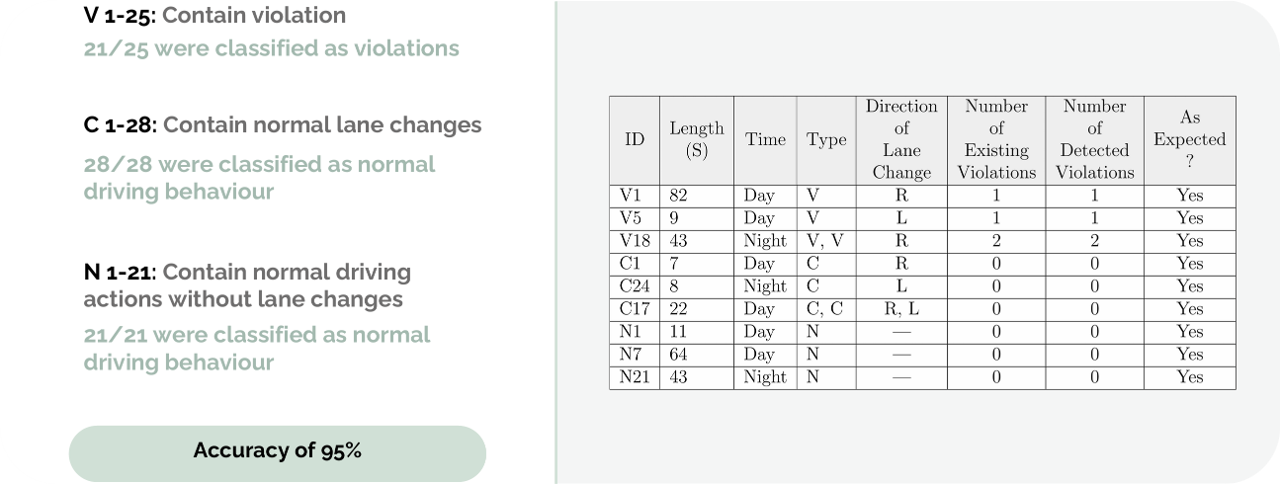 V 1-25: Contain violation
21/25 were classified as violations
C 1-28: Contain normal lane changes
28/28 were classified as normal
driving behaviour
N 1-21: Contain normal driving
actions without lane changes
21/21 were classified as normal
driving behaviour
Accuracy of 95%
ID Length (S) Time Type Direction of Lane Change Number of Existing Violations Number of Detected Violations As Expected ?
V1 82 Day V R 1 1 Yes
V5 9 Day V L 1 1 Yes
V18 43 Night V, V R 2 2 Yes
C1 7 Day C R 0 0 Yes
C24 8 Night C L 0 0 Yes
C17 22 Day C, C R, L 0 0 Yes
N1 11 Day N — 0 0 Yes
N7 64 Day N — 0 0 Yes
N21 43 Night N — 0 0 Yes